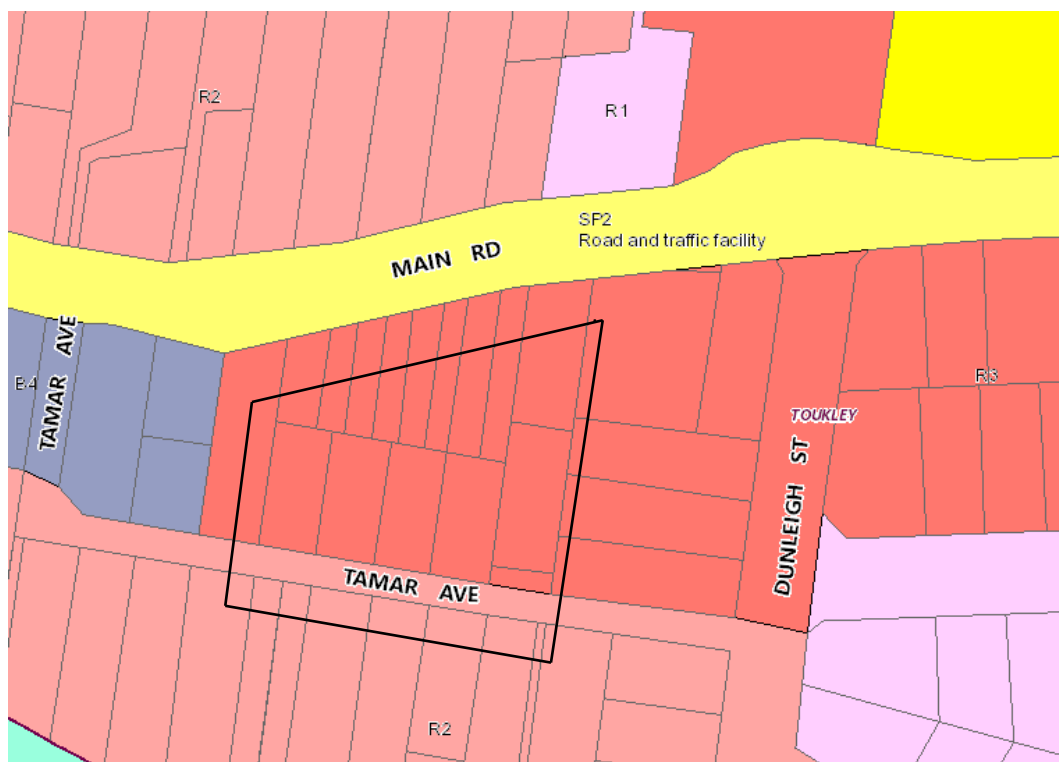 R2
R1
SP2
Road and traffic facility
MAIN RD
TAMAR AVE
B4
R3
TOUKLEY
DUNLEIGH ST
TAMAR AVE
R2